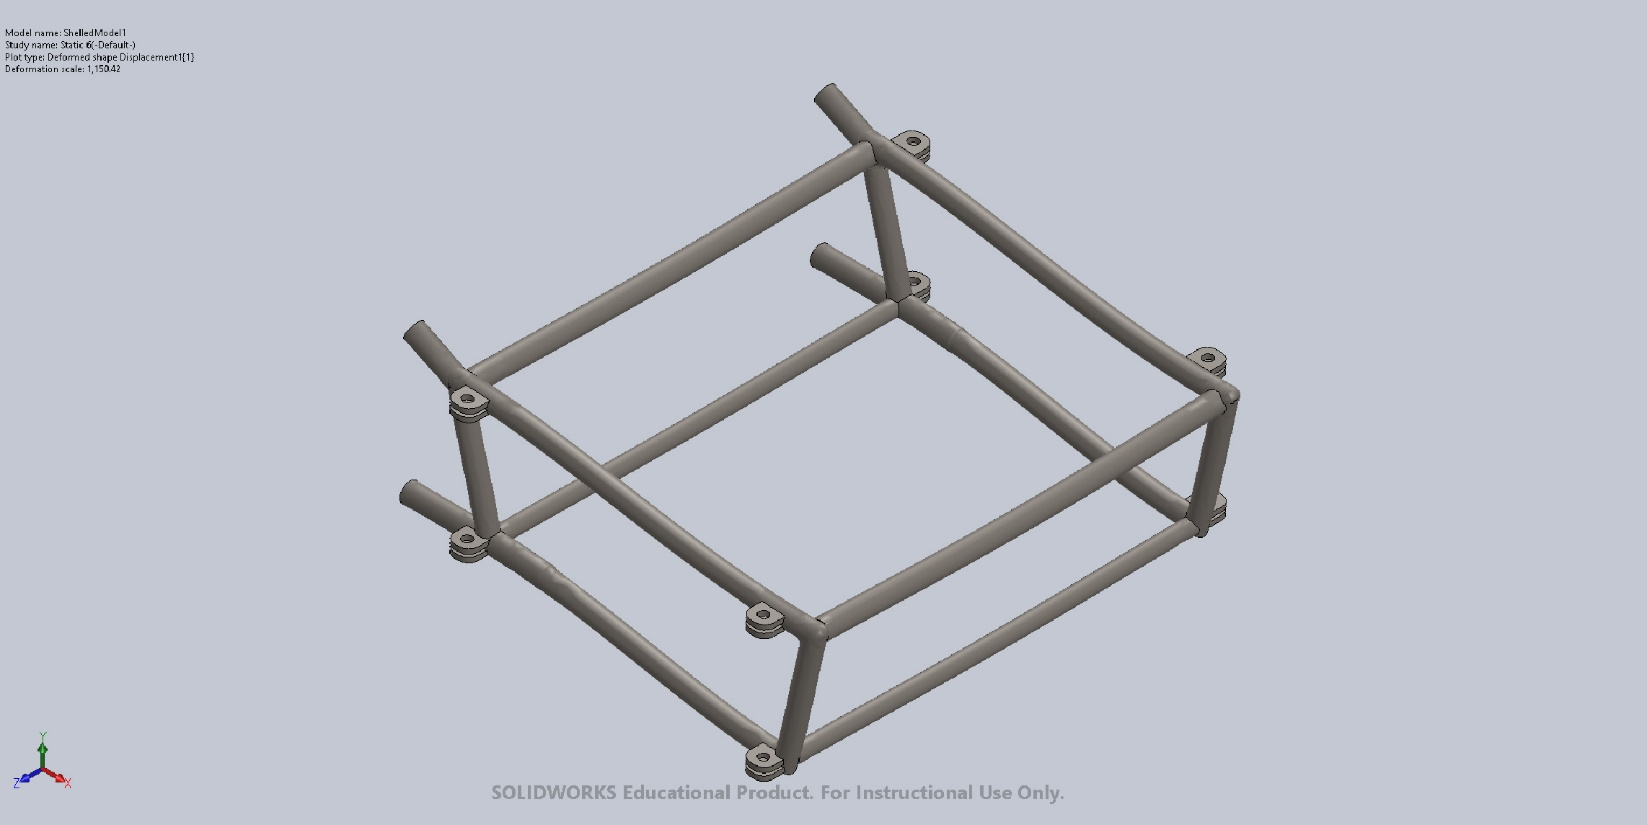 Model name: ShelledModel1
Study name: Static 6(-Default-)
Plot type: Deformed shape Displacement1{1}
Deformation scale: 1,150.42
Y
Z
X
SOLIDWORKS Educational Product. For Instructional Use Only.